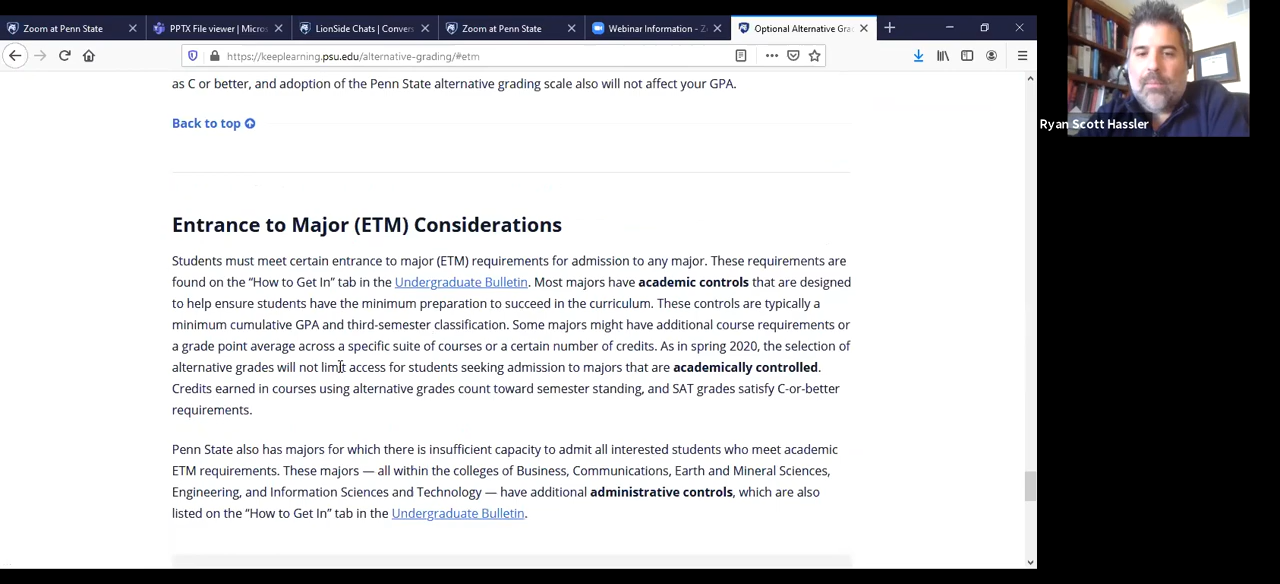 Zoom at Penn State
PPTX File viewer | Micros
LionSide Chats | Convers
Zoom at Penn State
Webinar Information - Z
Optional Alternative Gra
https://keeplearning.psu.edu/alternative-grading/#etm
Ryan Scott Hassler
as C or better, and adoption of the Penn State alternative grading scale also will not affect your GPA.
Back to top
Entrance to Major (ETM) Considerations
Students must meet certain entrance to major (ETM) requirements for admission to any major. These requirements are
found on the “How to Get In” tab in the Undergraduate Bulletin. Most majors have academic controls that are designed
to help ensure students have the minimum preparation to succeed in the curriculum. These controls are typically a
minimum cumulative GPA and third-semester classification. Some majors might have additional course requirements or
a grade point average across a specific suite of courses or a certain number of credits. As in spring 2020, the selection of
alternative grades will not limit access for students seeking admission to majors that are academically controlled.
Credits earned in courses using alternative grades count toward semester standing, and SAT grades satisfy C-or-better
requirements.
Penn State also has majors for which there is insufficient capacity to admit all interested students who meet academic
ETM requirements. These majors — all within the colleges of Business, Communications, Earth and Mineral Sciences,
Engineering, and Information Sciences and Technology — have additional administrative controls, which are also
listed on the “How to Get In” tab in the Undergraduate Bulletin.